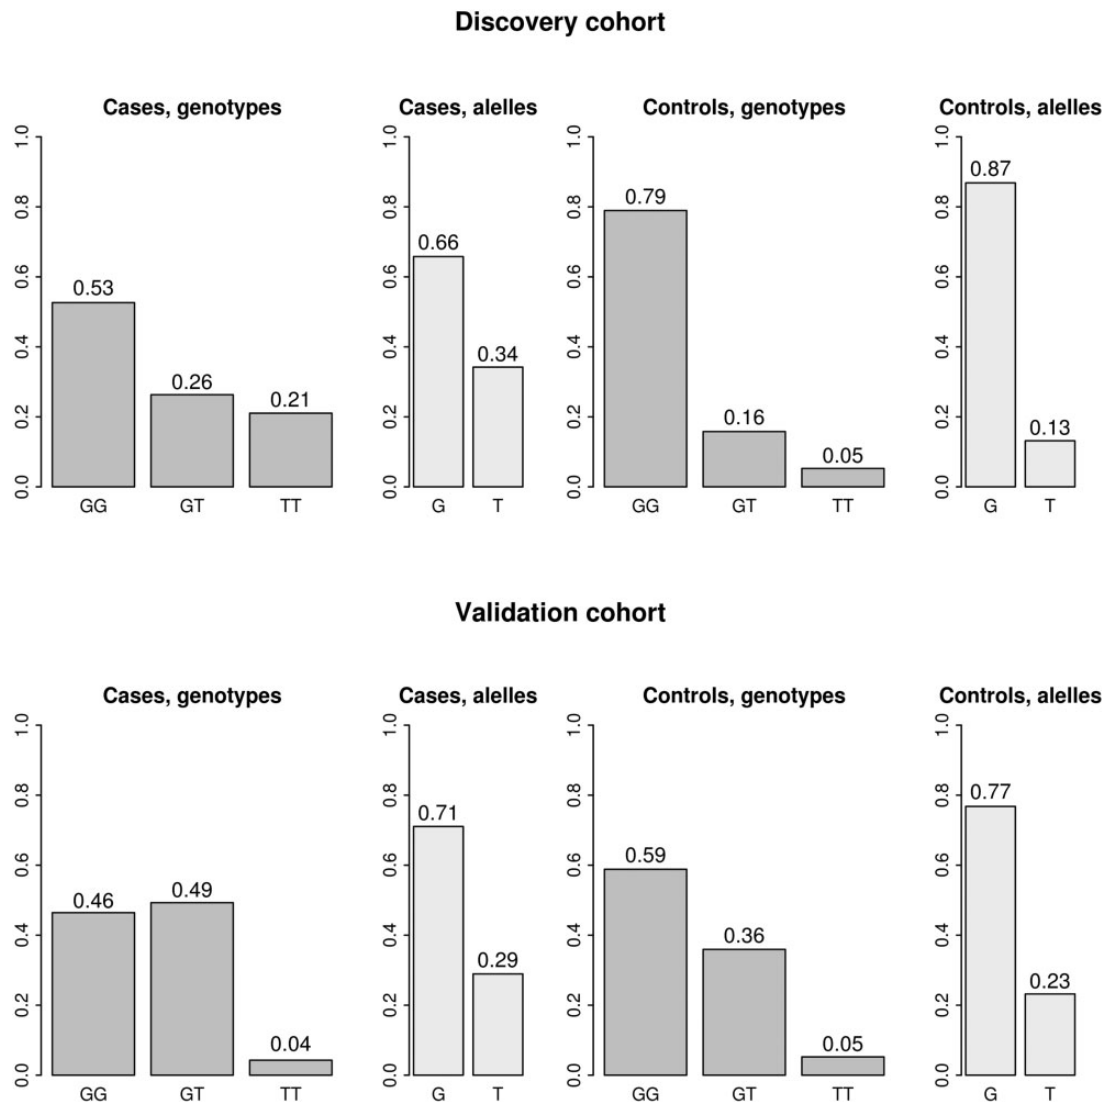 Discovery cohort
Cases, genotypes
Cases, alelles
Controls, genotypes
Controls, alelles
1.0 0.8 0.6 0.4 0.2 0.0
0.53 0.26 0.21
GG GT TT
1.0 0.8 0.6 0.4 0.2 0.0
0.66 0.34
G T
1.0 0.8 0.6 0.4 0.2 0.0
0.79 0.16 0.05
GG GT TT
1.0 0.8 0.6 0.4 0.2 0.0
0.87 0.13
G T
Validation cohort
Cases, genotypes
Cases, alelles
Controls, genotypes
Controls, alelles
1.0 0.8 0.6 0.4 0.2 0.0
0.46 0.49 0.04
GG GT TT
1.0 0.8 0.6 0.4 0.2 0.0
0.71 0.29
G T
1.0 0.8 0.6 0.4 0.2 0.0
0.59 0.36 0.05
GG GT TT
1.0 0.8 0.6 0.4 0.2 0.0
0.77 0.23
G T